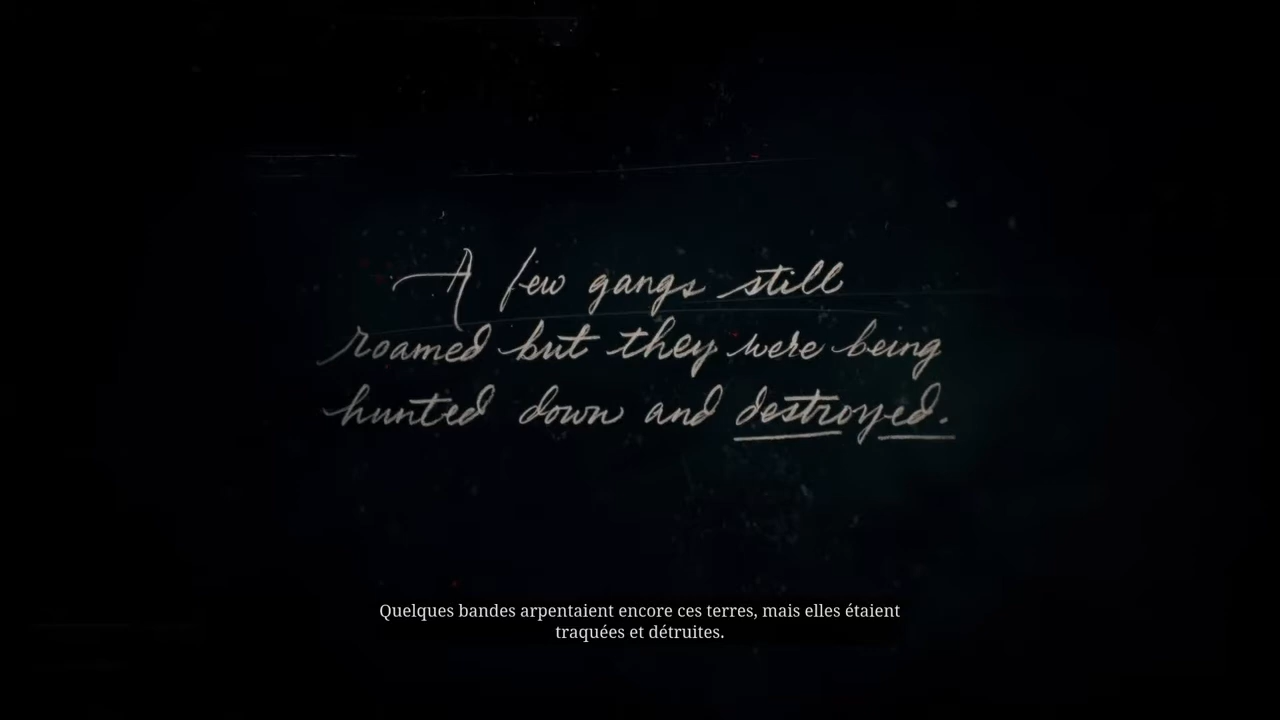 A few gangs still
roamed but they were being
hunted down and destroyed.
Quelques bandes arpentaient encore ces terres, mais elles étaient
traquées et détruites.